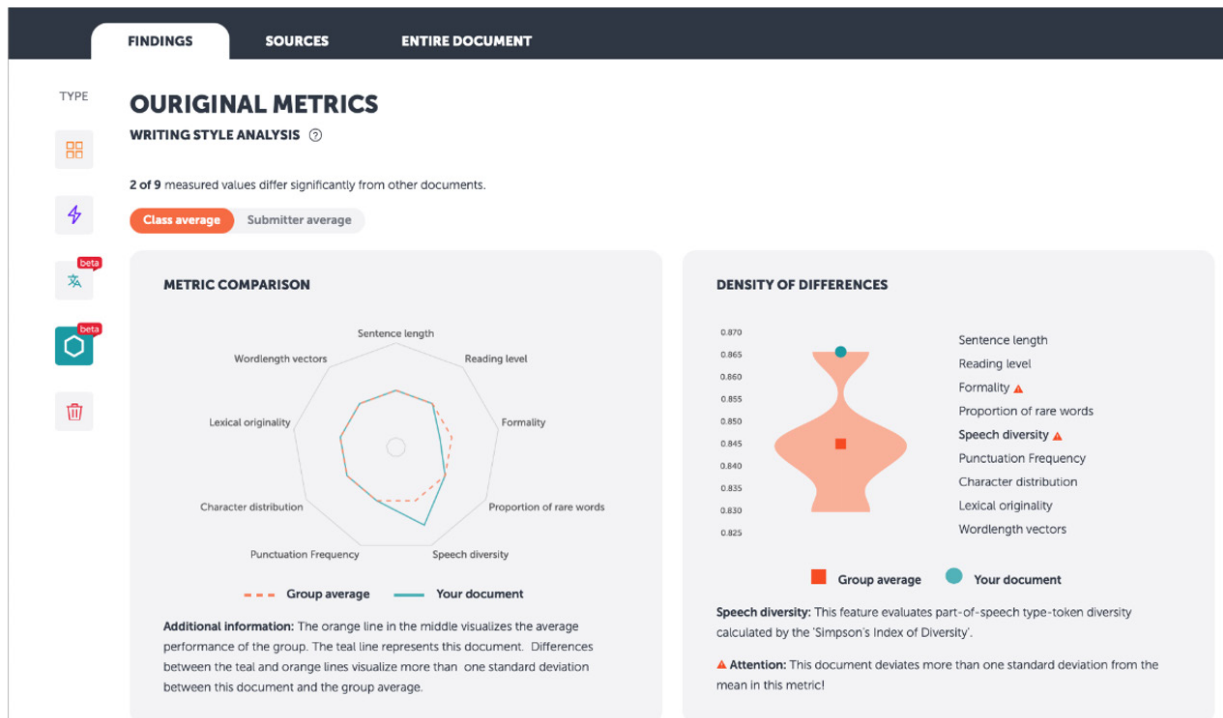 FINDINGS
SOURCES
ENTIRE DOCUMENT
TYPE
OURIGINAL METRICS
WRITING STYLE ANALYSIS ?
2 of 9 measured values differ significantly from other documents.
Class average
Submitter average
beta
beta
METRIC COMPARISON
Sentence length
Wordlength vectors
Reading level
Lexical originality
Formality
Character distribution
Proportion of rare words
Punctuation Frequency
Speech diversity
Group average
Your document
Additional information: The orange line in the middle visualizes the average
performance of the group. The teal line represents this document. Differences
between the teal and orange lines visualize more than one standard deviation
between this document and the group average.
DENSITY OF DIFFERENCES
0.870
0.865
0.860
0.855
0.850
0.845
0.840
0.835
0.830
0.825
Sentence length
Reading level
Formality
Proportion of rare words
Speech diversity
Punctuation Frequency
Character distribution
Lexical originality
Wordlength vectors
Group average
Your document
Speech diversity: This feature evaluates part-of-speech type-token diversity
calculated by the 'Simpson's Index of Diversity'.
Attention: This document deviates more than one standard deviation from the
mean in this metric!